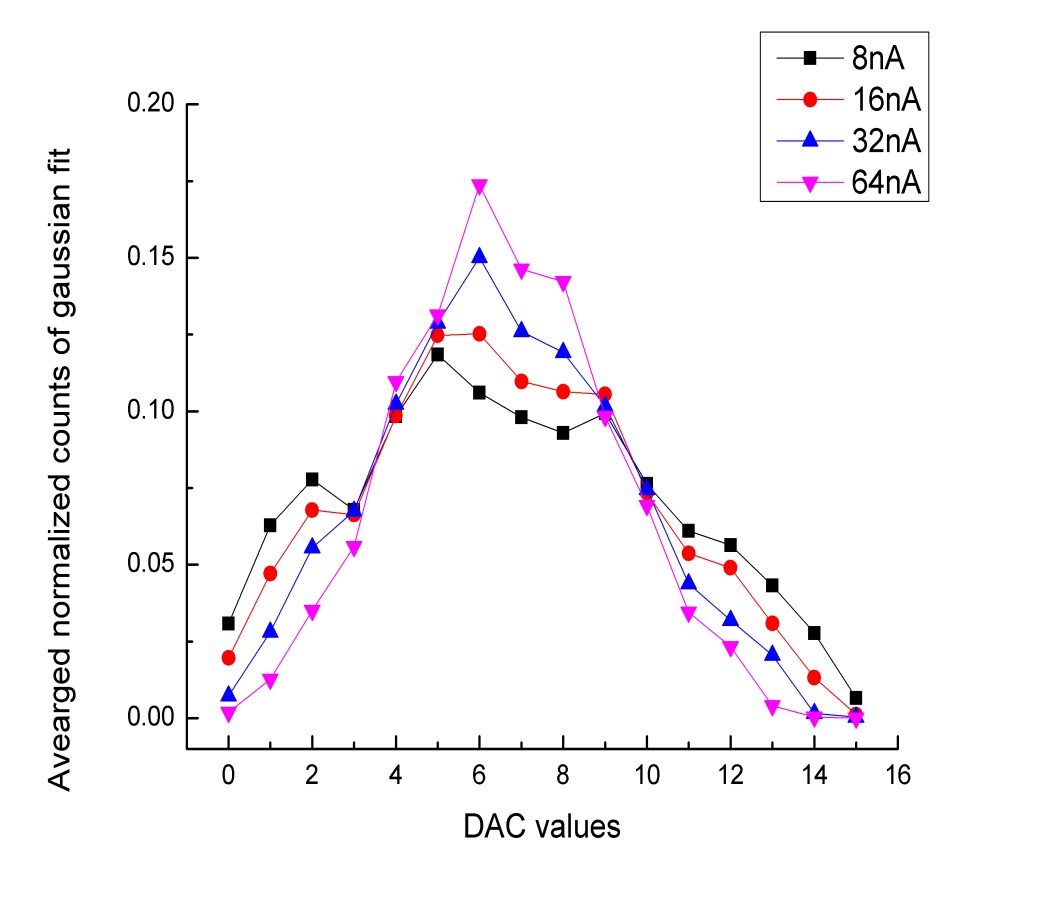 8nA
16nA
32nA
64nA
0.20
0.15
0.10
0.05
0.00
Avearged normalized counts of gaussian fit
0 2 4 6 8 10 12 14 16
DAC values